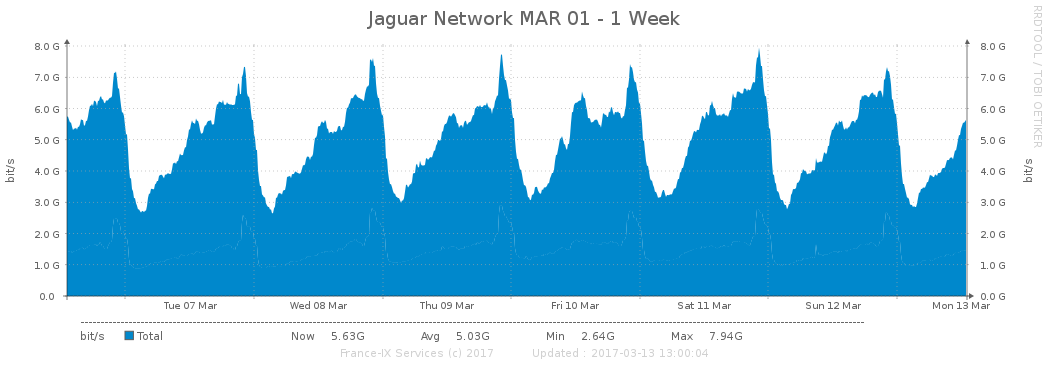 Jaguar Network MAR 01 - 1 Week
RRDTOOL / TOBI OETIKER
8.0 G 8.0 G
7.0 G 7.0 G
6.0 G 6.0 G
5.0 G 5.0 G
4.0 G 4.0 G
3.0 G 3.0 G
2.0 G 2.0 G
1.0 G 1.0 G
0.0 0.0 G
bit/s
bit/s
Tue 07 Mar Wed 08 Mar Thu 09 Mar Fri 10 Mar Sat 11 Mar Sun 12 Mar Mon 13 Mar
bit/s Total Now 5.63G Avg 5.03G Min 2.64G Max 7.94G
France-IX Services (c) 2017 Updated : 2017-03-13 13:00:04